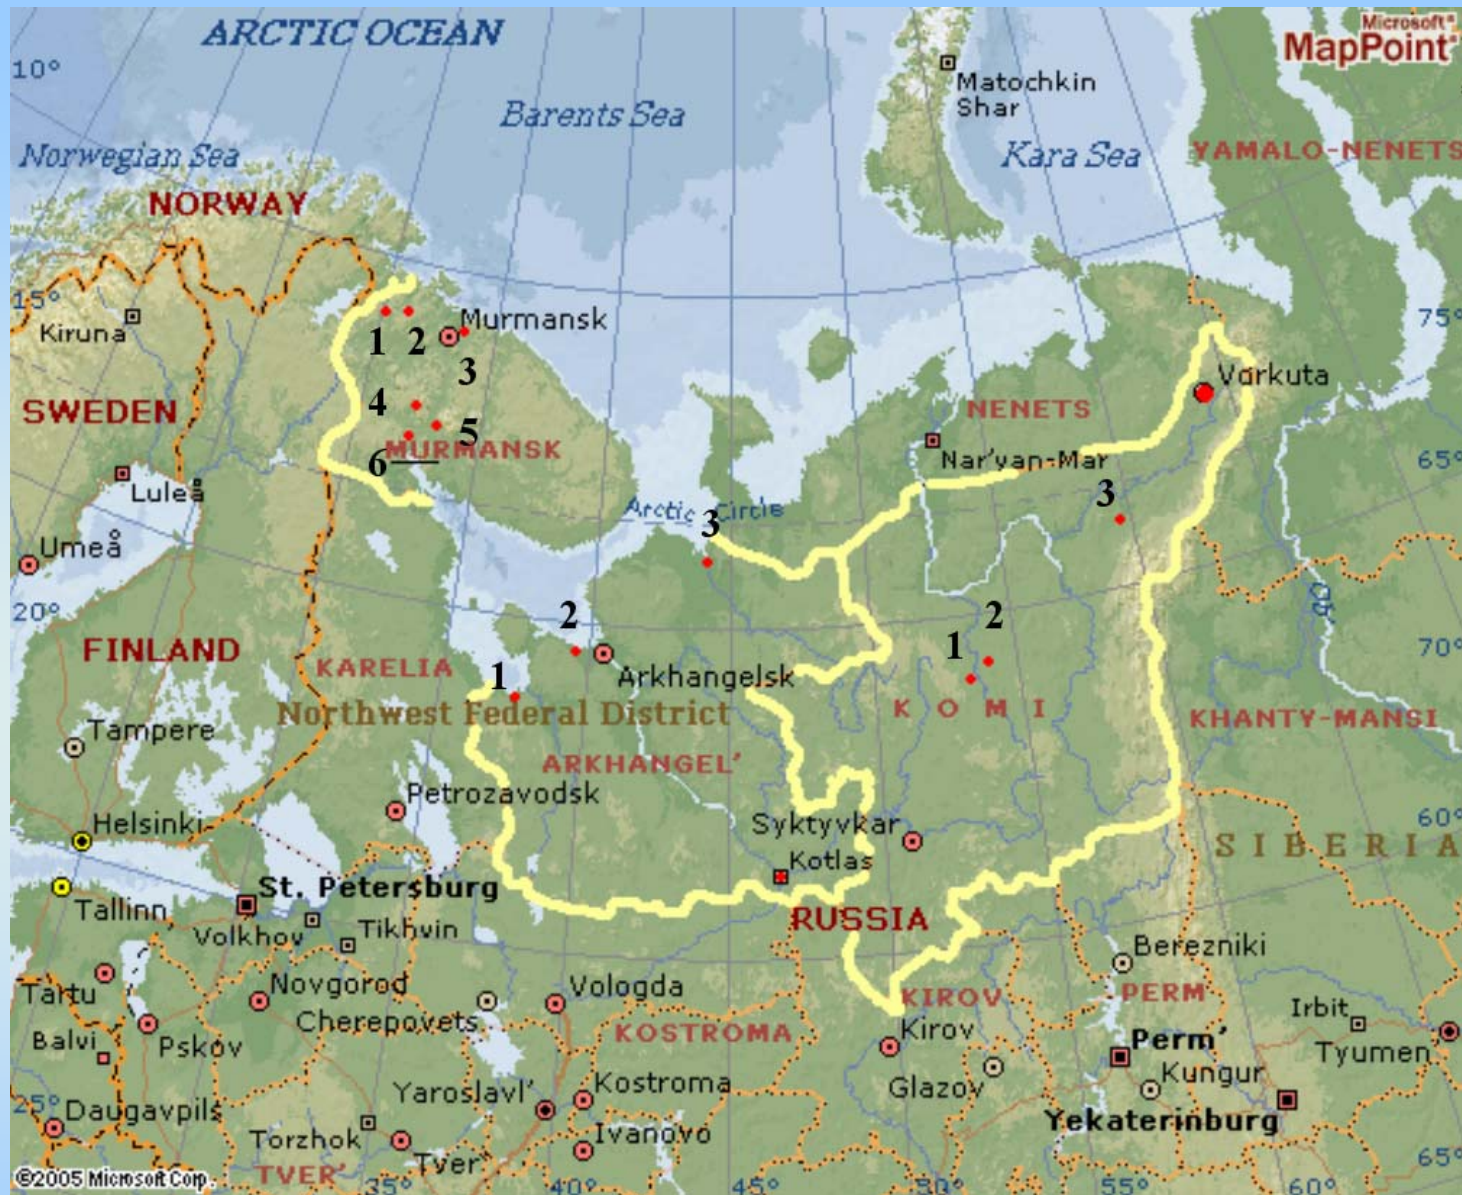 ARCTIC OCEAN
Microsoft®
MapPoint®
10°
Matochkin
Shar
Barents Sea
Norwegian Sea
Kara Sea
YAMALO-NENETS
NORWAY
15°
Kiruna
1
2
Murmansk
3
75°
Vorkuta
SWEDEN
4
5
NENETS
MURMANSK
6
Nar'yan-Mar
65°
Luleå
Arctic Circle
3
3
Umeå
20°
2
1
2
70°
FINLAND
KARELIA
Arkhangelsk
1
Northwest Federal District
KOMI
KHANTY-MANSI
Tampere
ARKHANGEL'
Petrozavodsk
Helsinki
Syktyvkar
60°
SIBERIA
Kotlas
St. Petersburg
Tallinn
RUSSIA
Volkhov
Tikhvin
Berezniki
Tartu
Novgorod
Vologda
KIROV
PERM
Cherepovets
Irbit
Balvi
Pskov
KOSTROMA
Kirov
Perm'
Tyumen'
Glazov
Kungur
Yaroslavl'
Kostroma
25°
Daugavpils
Yekaterinburg
Torzhok
Ivanovo
Tver'
65°
TVER'
©2005 Microsoft Corp.
35°
40°
45°
50°
55°
60°